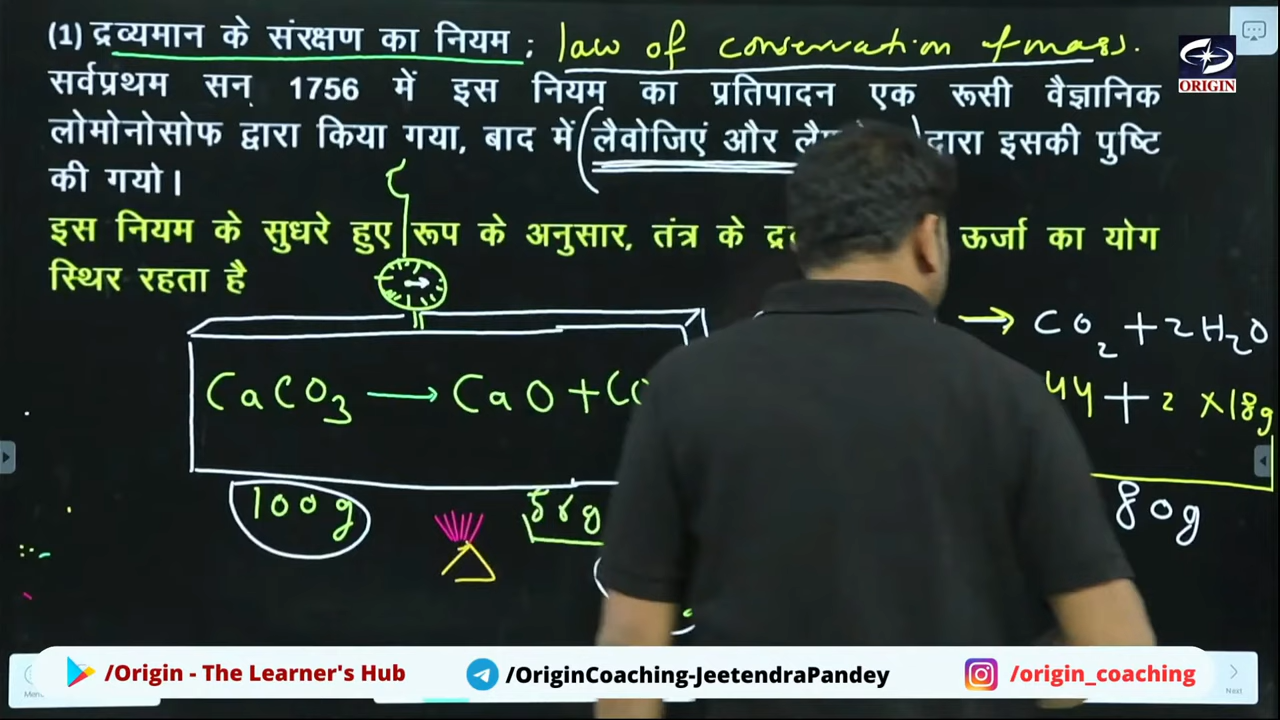 (1) द्रव्यमान के संरक्षण का नियम ; law of conservation of mass.
ORIGIN
सर्वप्रथम सन् 1756 में इस नियम का प्रतिपादन एक रूसी वैज्ञानिक
लोमोनोसोफ द्वारा किया गया, बाद में लैवोजिएं और द्वारा इसकी पुष्टि
की गयो।
इस नियम के सुधरे हुए रूप के अनुसार, तंत्र के ऊर्जा का योग
स्थिर रहता है
→ CO2 + 2H2O
CaCO3 → CaO +
44 + 2 × 18g
100g 56g 80g
/Origin - The Learner's Hub /OriginCoaching-JeetendraPandey /origin_coaching
Next